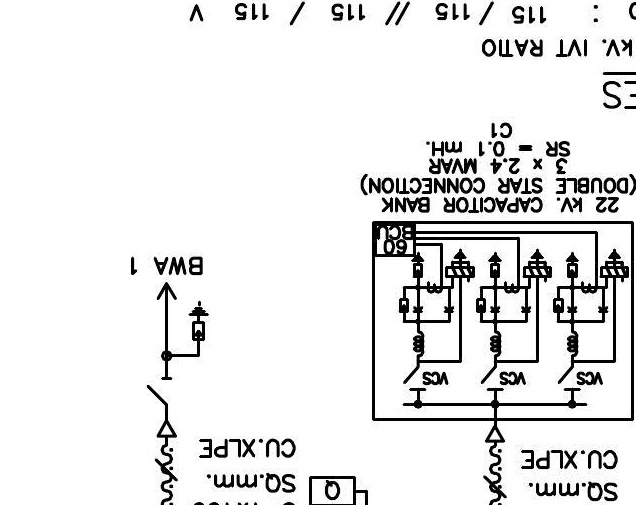 SQ.mm.
CU.XLPE
Q
SQ.mm.
CU.XLPE
VCS
VCS
VCS
60
BCU
BWA 1
22 kV. CAPACITOR BANK
(DOUBLE STAR CONNECTION)
3 x 2.4 MVAR
SR = 0.1 mH.
C1
ES
kV. IVT RATIO
: 115 / 115 // 115 / 115 V